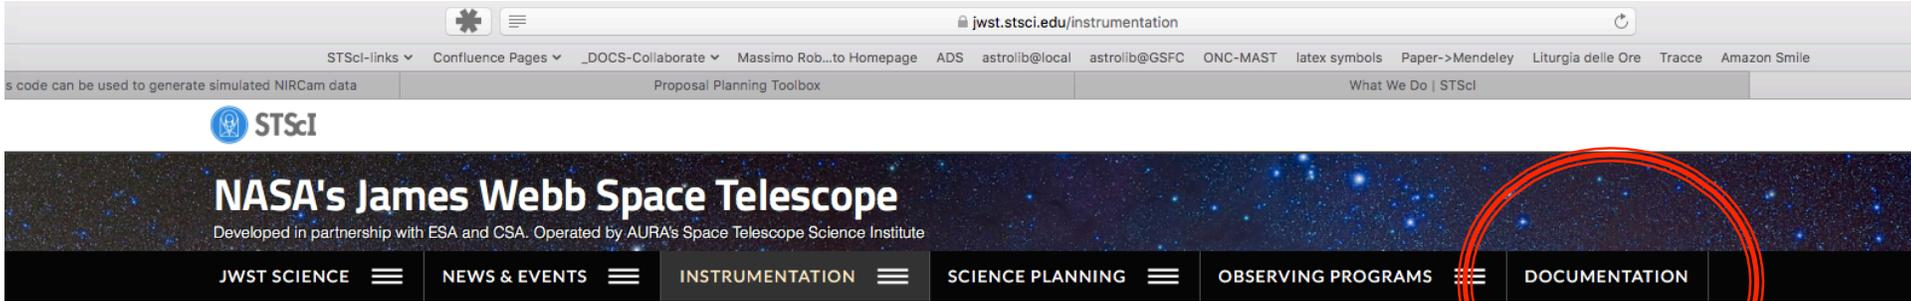 jwst.stsci.edu/instrumentation
STScI-links Confluence Pages _DOCS-Collaborate Massimo Rob...to Homepage ADS astrolib@local astrolib@GSFC ONC-MAST latex symbols Paper->Mendeley Liturgia delle Ore Tracce Amazon Smile
s code can be used to generate simulated NIRCam data Proposal Planning Toolbox What We Do | STScI
STScI
NASA's James Webb Space Telescope
Developed in partnership with ESA and CSA. Operated by AURA's Space Telescope Science Institute
JWST SCIENCE NEWS & EVENTS INSTRUMENTATION SCIENCE PLANNING OBSERVING PROGRAMS DOCUMENTATION